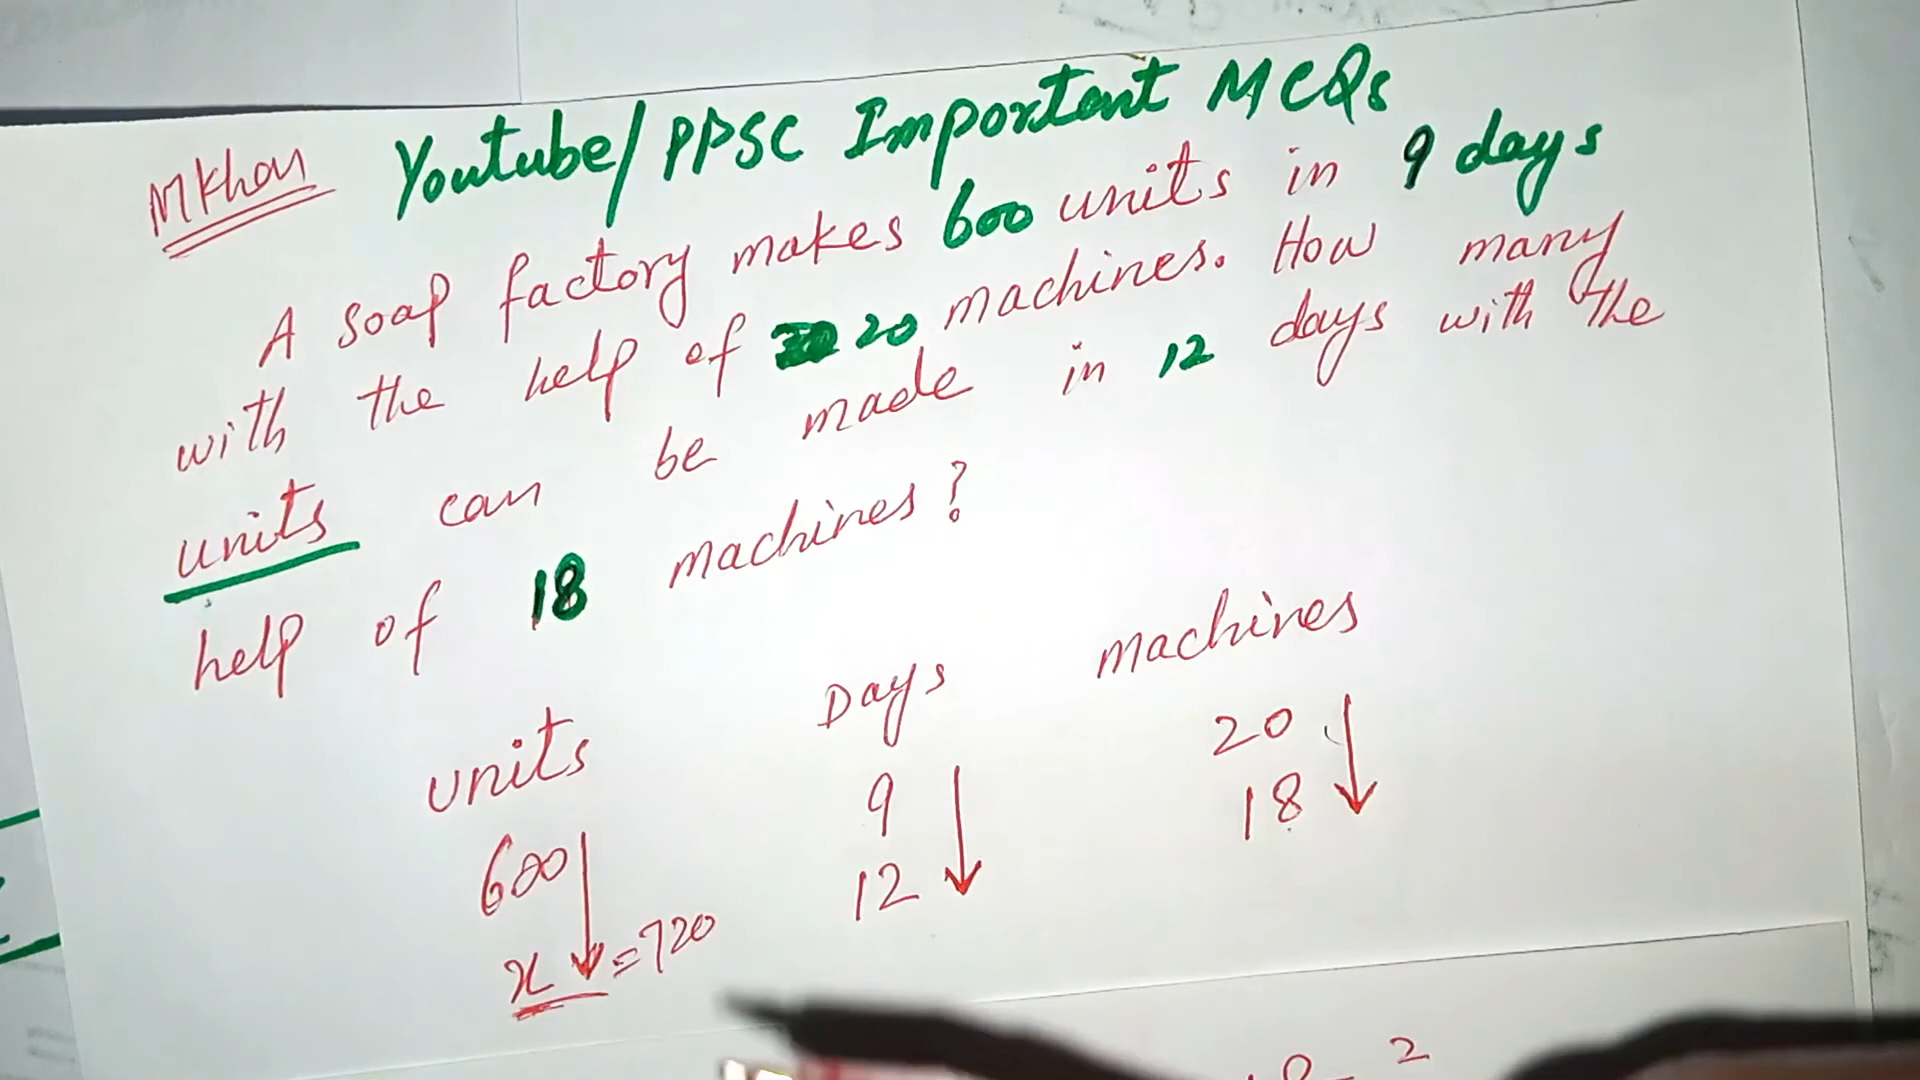 MKhan Youtube/PPSC Important MCQs
A soap factory makes 600 units in 9 days
with the help of 20 machines. How many
units can be made in 12 days with the
help of 18 machines?
units Days machines
600 9 20
x = 720 12 18
2